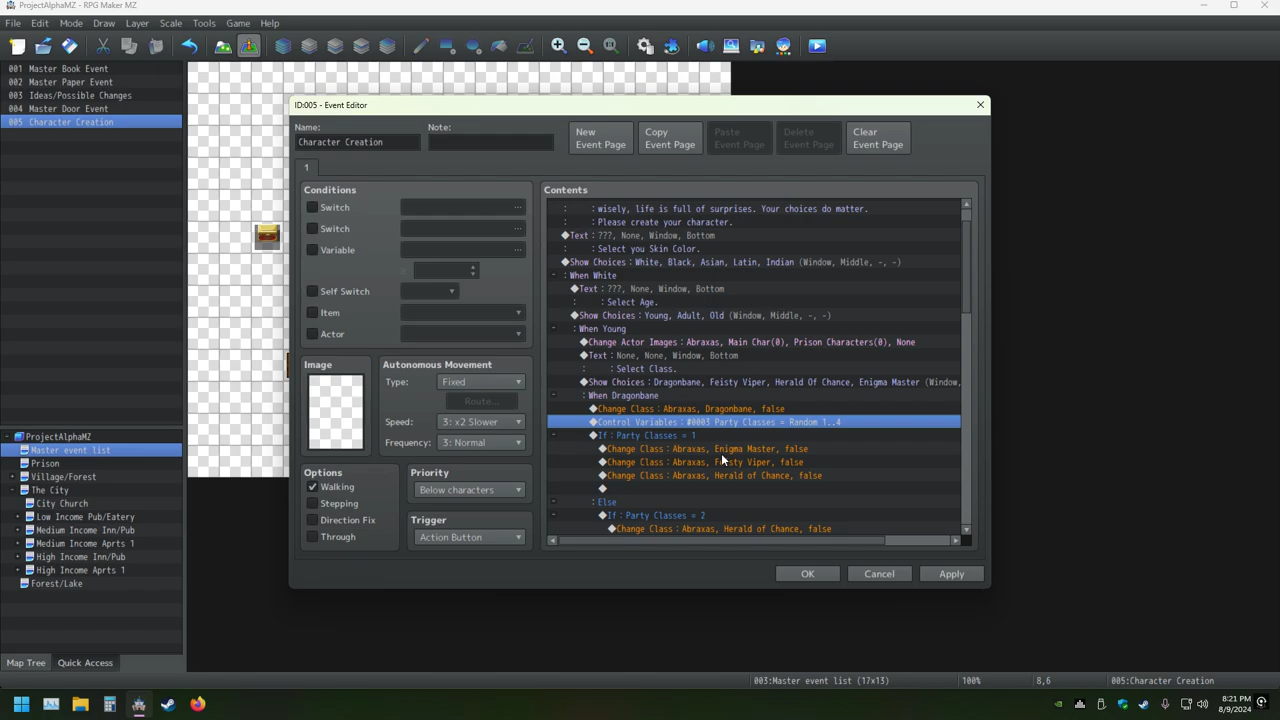 ProjectAlphaMZ - RPG Maker MZ
File Edit Mode Draw Layer Scale Tools Game Help
001 Master Book Event
002 Master Paper Event
003 Ideas/Possible Changes
004 Master Door Event
005 Character Creation
ID:005 - Event Editor
Name:
Note:
Character Creation
New Event Page
Copy Event Page
Paste Event Page
Delete Event Page
Clear Event Page
1
Conditions
Switch
Switch
Variable
Self Switch
Item
Actor
Image
Autonomous Movement
Type: Fixed
Route...
Speed: 3: x2 Slower
Frequency: 3: Normal
Options
Walking
Stepping
Direction Fix
Through
Priority
Below characters
Trigger
Action Button
Contents
: : wisely, life is full of surprises. Your choices do matter.
: : Please create your character.
◆Text : ???, None, Window, Bottom
: : Select you Skin Color.
◆Show Choices : White, Black, Asian, Latin, Indian (Window, Middle, -, -)
: When White
◆Text : ???, None, Window, Bottom
: : Select Age.
◆Show Choices : Young, Adult, Old (Window, Middle, -, -)
: When Young
◆Change Actor Images : Abraxas, Main Char(0), Prison Characters(0), None
◆Text : None, None, Window, Bottom
: : Select Class.
◆Show Choices : Dragonbane, Feisty Viper, Herald Of Chance, Enigma Master (Window,
: When Dragonbane
◆Change Class : Abraxas, Dragonbane, false
◆Control Variables : #0003 Party Classes = Random 1..4
◆If : Party Classes = 1
◆Change Class : Abraxas, Enigma Master, false
◆Change Class : Abraxas, Feisty Viper, false
◆Change Class : Abraxas, Herald of Chance, false
◆
: Else
◆If : Party Classes = 2
◆Change Class : Abraxas, Herald of Chance, false
OK
Cancel
Apply
ProjectAlphaMZ
Master event list
Prison
Village/Forest
The City
City Church
Low Income Pub/Eatery
Medium Income Inn/Pub
Medium Income Aprts 1
High Income Inn/Pub
High Income Aprts 1
Forest/Lake
Map Tree
Quick Access
003:Master event list (17x13)
100%
8,6
005:Character Creation
8:21 PM
8/9/2024